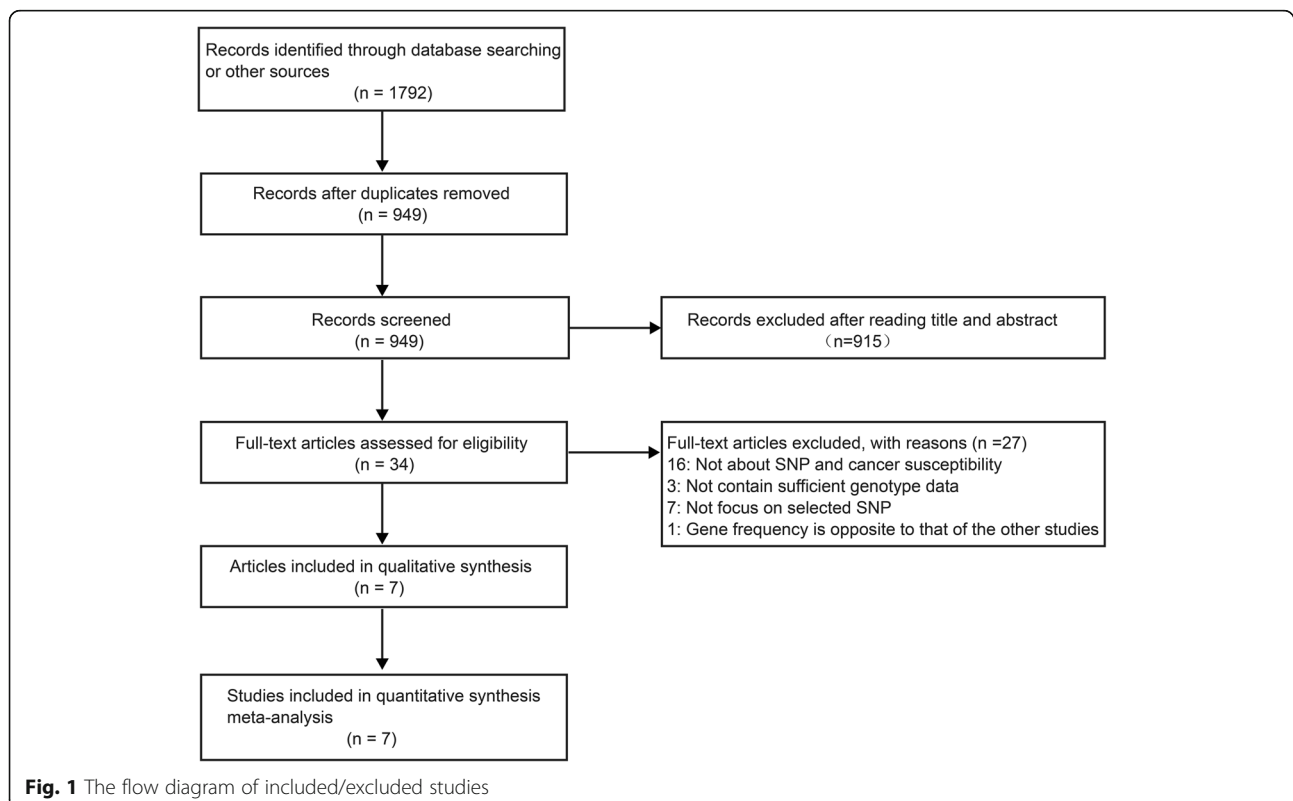 Records identified through database searching
or other sources
(n = 1792)
Records after duplicates removed
(n = 949)
Records screened
(n = 949)
Records excluded after reading title and abstract
（n=915）
Full-text articles assessed for eligibility
(n = 34)
Full-text articles excluded, with reasons (n =27)
16: Not about SNP and cancer susceptibility
3: Not contain sufficient genotype data
7: Not focus on selected SNP
1: Gene frequency is opposite to that of the other studies
Articles included in qualitative synthesis
(n = 7)
Studies included in quantitative synthesis
meta-analysis
(n = 7)
Fig. 1 The flow diagram of included/excluded studies